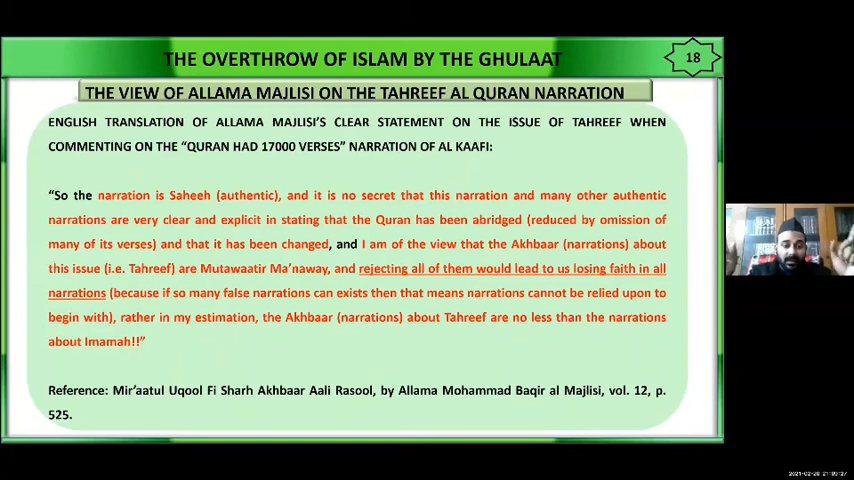 THE OVERTHROW OF ISLAM BY THE GHULAAT
18
THE VIEW OF ALLAMA MAJLISI ON THE TAHREEF AL QURAN NARRATION
ENGLISH TRANSLATION OF ALLAMA MAJLISI'S CLEAR STATEMENT ON THE ISSUE OF TAHREEF WHEN
COMMENTING ON THE “QURAN HAD 17000 VERSES” NARRATION OF AL KAAFI:
“So the narration is Saheeh (authentic), and it is no secret that this narration and many other authentic
narrations are very clear and explicit in stating that the Quran has been abridged (reduced by omission of
many of its verses) and that it has been changed, and I am of the view that the Akhbaar (narrations) about
this issue (i.e. Tahreef) are Mutawaatir Ma'naway, and rejecting all of them would lead to us losing faith in all
narrations (because if so many false narrations can exists then that means narrations cannot be relied upon to
begin with), rather in my estimation, the Akhbaar (narrations) about Tahreef are no less than the narrations
about Imamah!!”
Reference: Mir'aatul Uqool Fi Sharh Akhbaar Aali Rasool, by Allama Mohammad Baqir al Majlisi, vol. 12, p.
525.